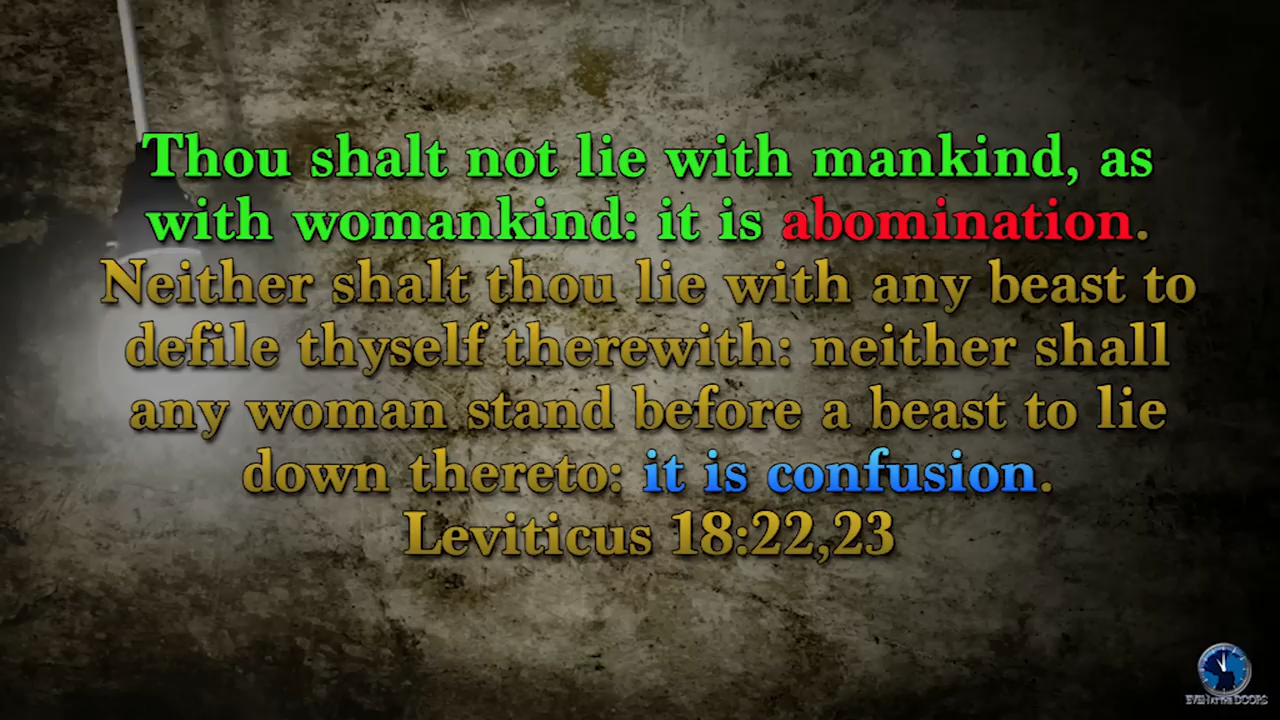 Thou shalt not lie with mankind, as
with womankind: it is abomination.
Neither shalt thou lie with any beast to
defile thyself therewith: neither shall
any woman stand before a beast to lie
down thereto: it is confusion.
Leviticus 18:22,23
EVEN AT THE DOORS